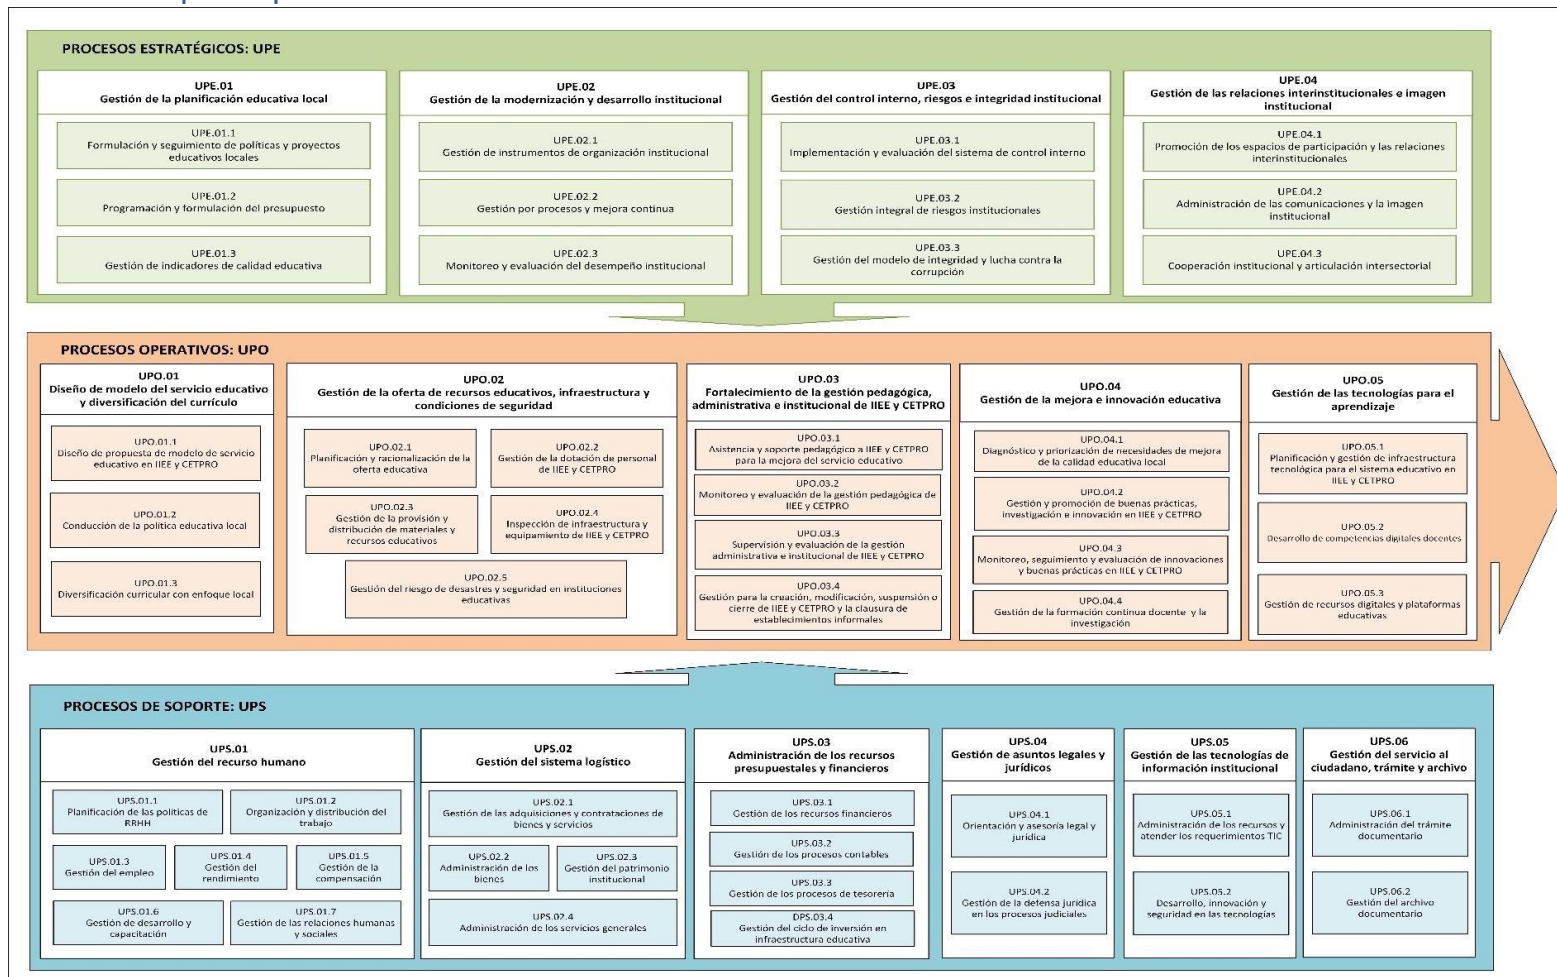 PROCESOS ESTRATÉGICOS: UPE
UPE.01
Gestión de la planificación educativa local
UPE.01.1
Formulación y seguimiento de políticas y proyectos
educativos locales
UPE.01.2
Programación y formulación del presupuesto
UPE.01.3
Gestión de indicadores de calidad educativa
UPE.02
Gestión de la modernización y desarrollo institucional
UPE.02.1
Gestión de instrumentos de organización institucional
UPE.02.2
Gestión por procesos y mejora continua
UPE.02.3
Monitoreo y evaluación del desempeño institucional
UPE.03
Gestión del control interno, riesgos e integridad institucional
UPE.03.1
Implementación y evaluación del sistema de control interno
UPE.03.2
Gestión integral de riesgos institucionales
UPE.03.3
Gestión del modelo de integridad y lucha contra la
corrupción
UPE.04
Gestión de las relaciones interinstitucionales e imagen
institucional
UPE.04.1
Promoción de los espacios de participación y las relaciones
interinstitucionales
UPE.04.2
Administración de las comunicaciones y la imagen
institucional
UPE.04.3
Cooperación institucional y articulación intersectorial
PROCESOS OPERATIVOS: UPO
UPO.01
Diseño de modelo del servicio educativo
y diversificación del currículo
UPO.01.1
Diseño de propuesta de modelo de servicio
educativo en IIEE y CETPRO
UPO.01.2
Conducción de la política educativa local
UPO.01.3
Diversificación curricular con enfoque local
UPO.02
Gestión de la oferta de recursos educativos, infraestructura y
condiciones de seguridad
UPO.02.1
Planificación y racionalización de la
oferta educativa
UPO.02.2
Gestión de la dotación de personal
de IIEE y CETPRO
UPO.02.3
Gestión de la provisión y
distribución de materiales y
recursos educativos
UPO.02.4
Inspección de infraestructura y
equipamiento de IIEE y CETPRO
UPO.02.5
Gestión del riesgo de desastres y seguridad en instituciones
educativas
UPO.03
Fortalecimiento de la gestión pedagógica,
administrativa e institucional de IIEE y CETPRO
UPO.03.1
Asistencia y soporte pedagógico a IIEE y CETPRO
para la mejora del servicio educativo
UPO.03.2
Monitoreo y evaluación de la gestión pedagógica de
IIEE y CETPRO
UPO.03.3
Supervisión y evaluación de la gestión
administrativa e institucional de IIEE y CETPRO
UPO.03.4
Gestión para la creación, modificación, suspensión o
cierre de IIEE y CETPRO y la clausura de
establecimientos informales
UPO.04
Gestión de la mejora e innovación educativa
UPO.04.1
Diagnóstico y priorización de necesidades de mejora
de la calidad educativa local
UPO.04.2
Gestión y promoción de buenas prácticas,
investigación e innovación en IIEE y CETPRO
UPO.04.3
Monitoreo, seguimiento y evaluación de innovaciones
y buenas prácticas en IIEE y CETPRO
UPO.04.4
Gestión de la formación continua docente y la
investigación
UPO.05
Gestión de las tecnologías para el
aprendizaje
UPO.05.1
Planificación y gestión de infraestructura
tecnológica para el sistema educativo en
IIEE y CETPRO
UPO.05.2
Desarrollo de competencias digitales docentes
UPO.05.3
Gestión de recursos digitales y plataformas
educativas
PROCESOS DE SOPORTE: UPS
UPS.01
Gestión del recurso humano
UPS.01.1
Planificación de las políticas de
RRHH
UPS.01.2
Organización y distribución del
trabajo
UPS.01.3
Gestión del empleo
UPS.01.4
Gestión del
rendimiento
UPS.01.5
Gestión de la
compensación
UPS.01.6
Gestión de desarrollo y
capacitación
UPS.01.7
Gestión de las relaciones humanas
y sociales
UPS.02
Gestión del sistema logístico
UPS.02.1
Gestión de las adquisiciones y contrataciones de
bienes y servicios
UPS.02.2
Administración de los
bienes
UPS.02.3
Gestión del patrimonio
institucional
UPS.02.4
Administración de los servicios generales
UPS.03
Administración de los recursos
presupuestales y financieros
UPS.03.1
Gestión de los recursos financieros
UPS.03.2
Gestión de los procesos contables
UPS.03.3
Gestión de los procesos de tesorería
DPS.03.4
Gestión del ciclo de inversión en
infraestructura educativa
UPS.04
Gestión de asuntos legales y
jurídicos
UPS.04.1
Orientación y asesoría legal y
jurídica
UPS.04.2
Gestión de la defensa jurídica
en los procesos judiciales
UPS.05
Gestión de las tecnologías de
información institucional
UPS.05.1
Administración de los recursos y
atender los requerimientos TIC
UPS.05.2
Desarrollo, innovación y
seguridad en las tecnologías
UPS.06
Gestión del servicio al
ciudadano, trámite y archivo
UPS.06.1
Administración del trámite
documentario
UPS.06.2
Gestión del archivo
documentario